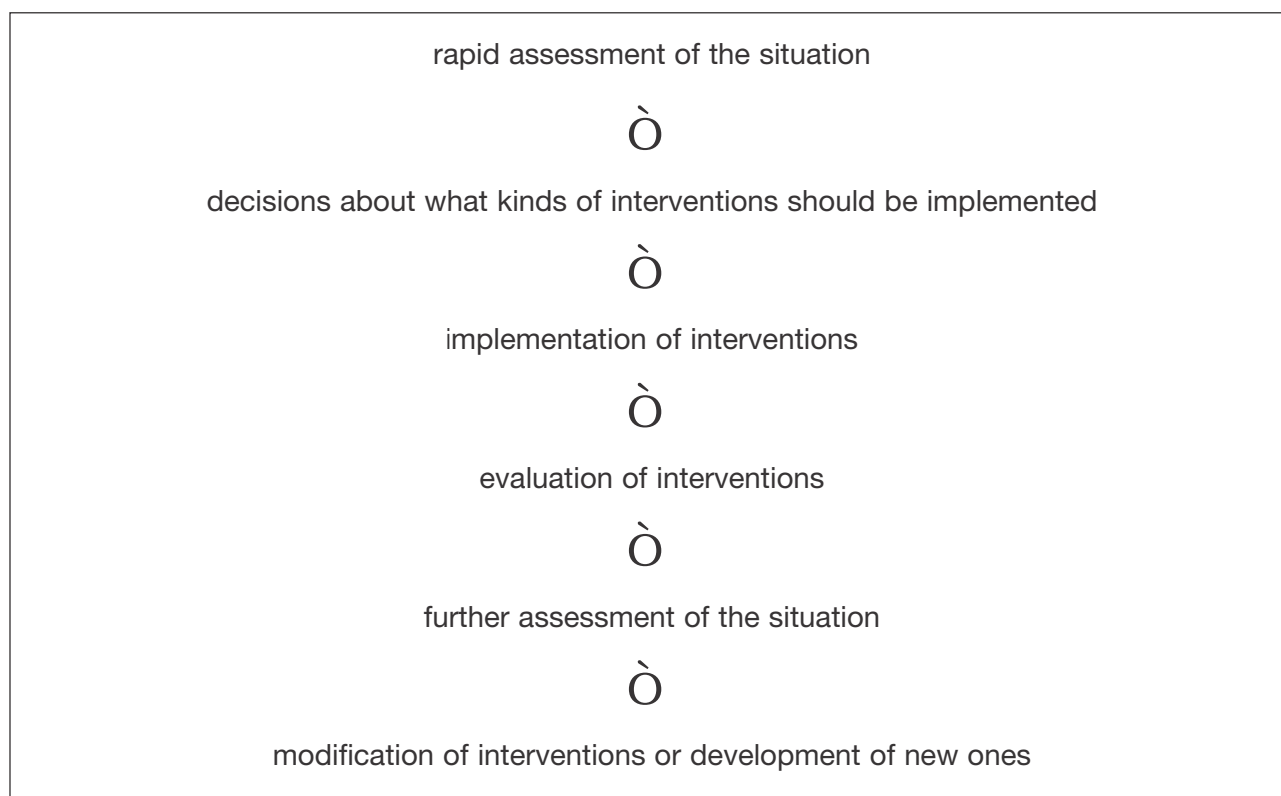 rapid assessment of the situation
Ò
decisions about what kinds of interventions should be implemented
Ò
implementation of interventions
Ò
evaluation of interventions
Ò
further assessment of the situation
Ò
modification of interventions or development of new ones